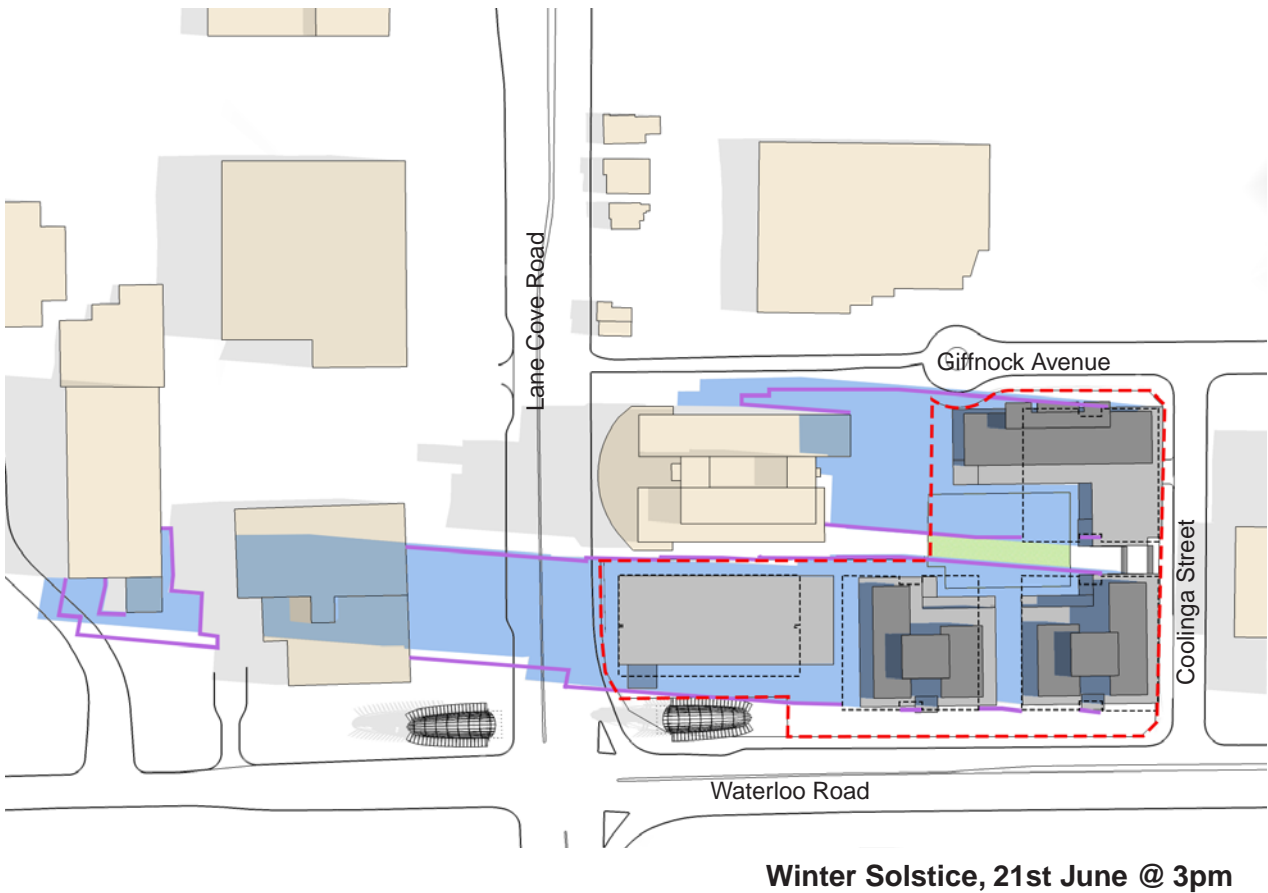 Lane Cove Road
Giffnock Avenue
Coolinga Street
Waterloo Road
Winter Solstice, 21st June @ 3pm